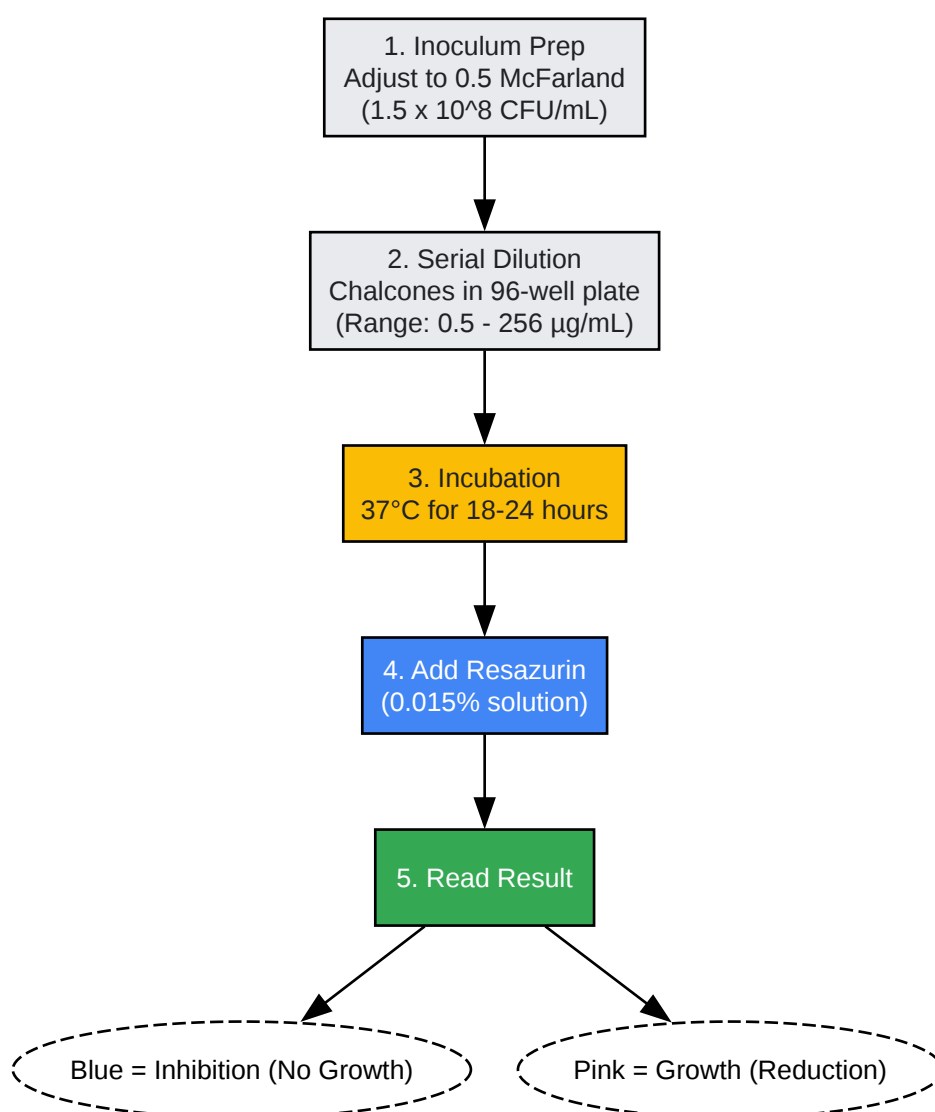 1. Inoculum Prep
Adjust to 0.5 McFarland
(1.5 x 10^8 CFU/mL)
2. Serial Dilution
Chalcones in 96-well plate
(Range: 0.5 - 256 µg/mL)
3. Incubation
37°C for 18-24 hours
4. Add Resazurin
(0.015% solution)
5. Read Result
Blue = Inhibition (No Growth)
Pink = Growth (Reduction)